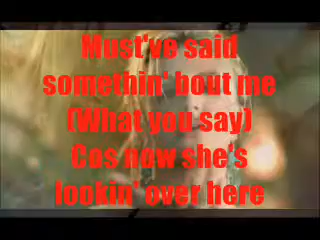 Must've said
somethin' bout me
(What you say)
Cos now she's
lookin' over here